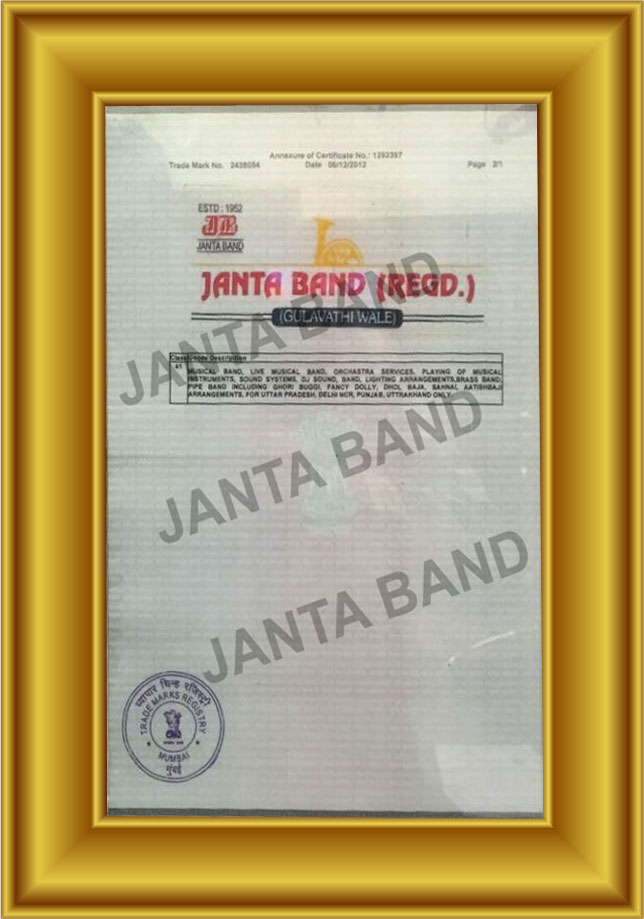 Annexure of Certificate No.: 1292397
Trade Mark No. 2438054 Date 06/12/2012 Page 2/1
ESTD : 1952
JB
JANTA BAND
JANTA BAND (REGD.)
(GULAVATHI WALE)
Class Goods Description
41 MUSICAL BAND, LIVE MUSICAL BAND, ORCHASTRA SERVICES, PLAYING OF MUSICAL
INSTRUMENTS, SOUND SYSTEMS, DJ SOUND, BAND, LIGHTING ARRANGEMENTS,BRASS BAND,
PIPE BAND INCLUDING GHORI BUGGI, FANCY DOLLY, DHOL BAJA, SAHNAI, AATISHBAJI
ARRANGEMENTS, FOR UTTAR PRADESH, DELHI NCR, PUNJAB, UTTRAKHAND ONLY.
JANTA BAND
JANTA BAND
JANTA BAND
व्यापार चिन्ह रजिस्ट्री
TRADE MARKS REGISTRY
MUMBAI
मुंबई